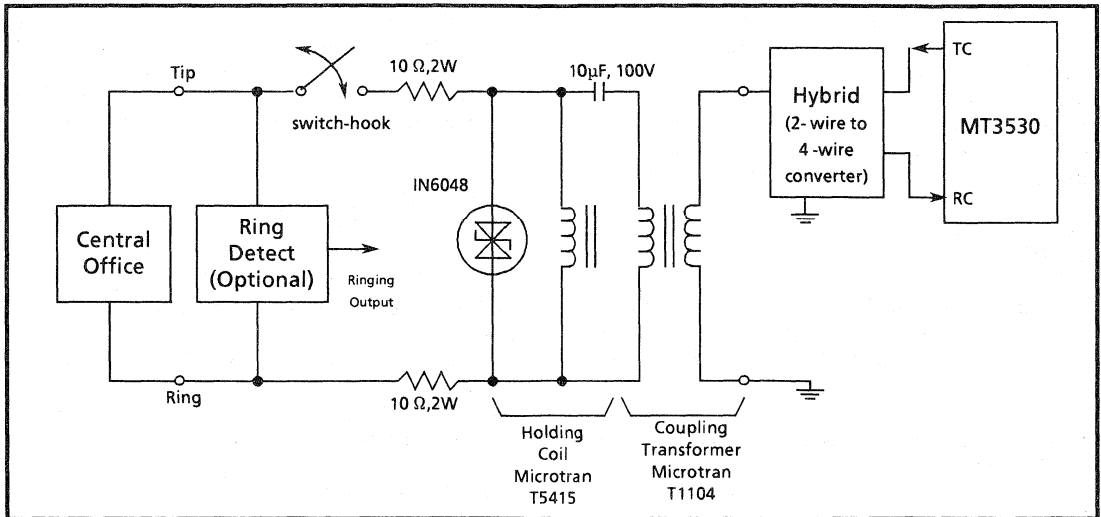 Tip
switch-hook
10 Ω,2W
10μF, 100V
TC
Hybrid
(2- wire to
4 -wire
converter)
MT3530
RC
IN6048
Central
Office
Ring
Detect
(Optional)
Ringing
Output
Ring
10 Ω,2W
Holding
Coil
Microtran
T5415
Coupling
Transformer
Microtran
T1104